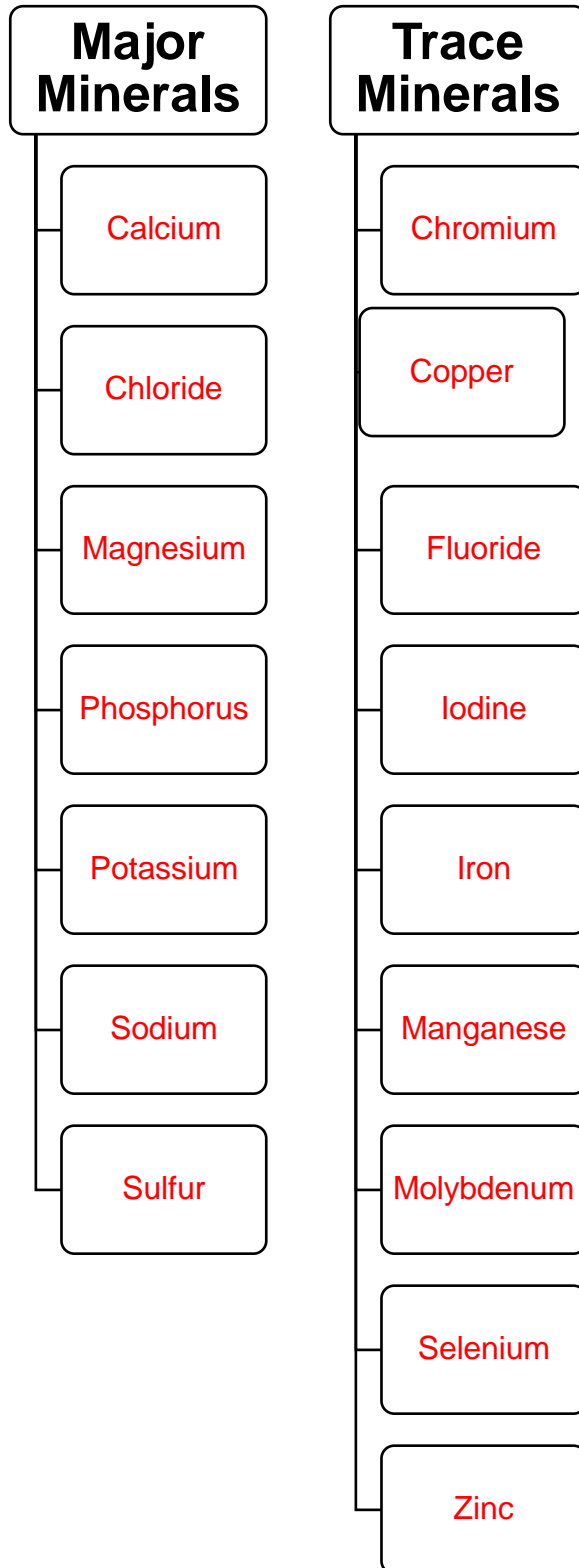 Major
Minerals
Calcium
Chloride
Magnesium
Phosphorus
Potassium
Sodium
Sulfur
Trace
Minerals
Chromium
Copper
Fluoride
Iodine
Iron
Manganese
Molybdenum
Selenium
Zinc